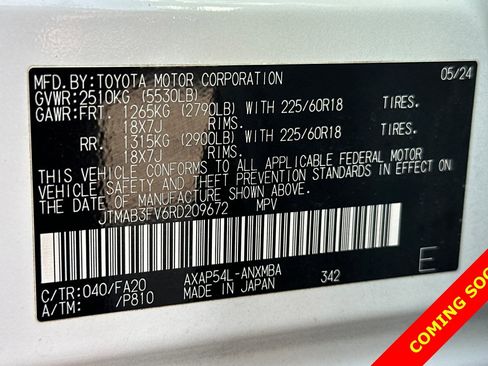 MFD.BY:TOYOTA MOTOR CORPORATION 05/24
GVWR:2510KG (5530LB)
GAWR:FRT. 1265KG (2790LB) WITH 225/60R18 TIRES.
18X7J RIMS.
RR. 1315KG (2900LB) WITH 225/60R18 TIRES.
18X7J RIMS.
THIS VEHICLE CONFORMS TO ALL APPLICABLE FEDERAL MOTOR
VEHICLE SAFETY AND THEFT PREVENTION STANDARDS IN EFFECT ON
THE DATE OF MANUFACTURE SHOWN ABOVE.
JTMAB3FV6RD209672 MPV
C/TR:040/FA20 AXAP54L-ANXMBA 342 E
A/TM: /P810 MADE IN JAPAN
COMING SOO